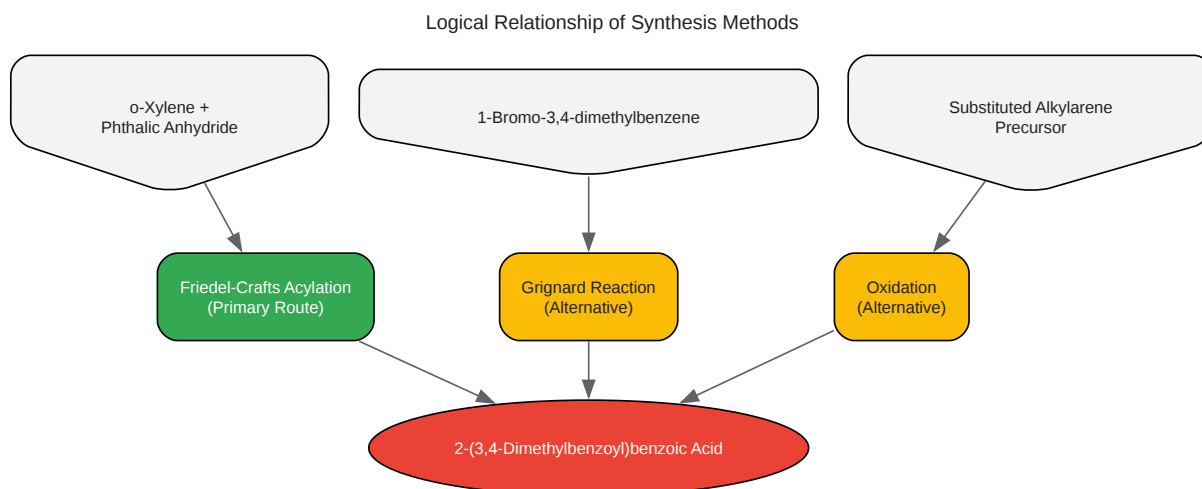 Logical Relationship of Synthesis Methods
o-Xylene +
Phthalic Anhydride
1-Bromo-3,4-dimethylbenzene
Substituted Alkylarene
Precursor
Friedel-Crafts Acylation
(Primary Route)
Grignard Reaction
(Alternative)
Oxidation
(Alternative)
2-(3,4-Dimethylbenzoyl)benzoic Acid